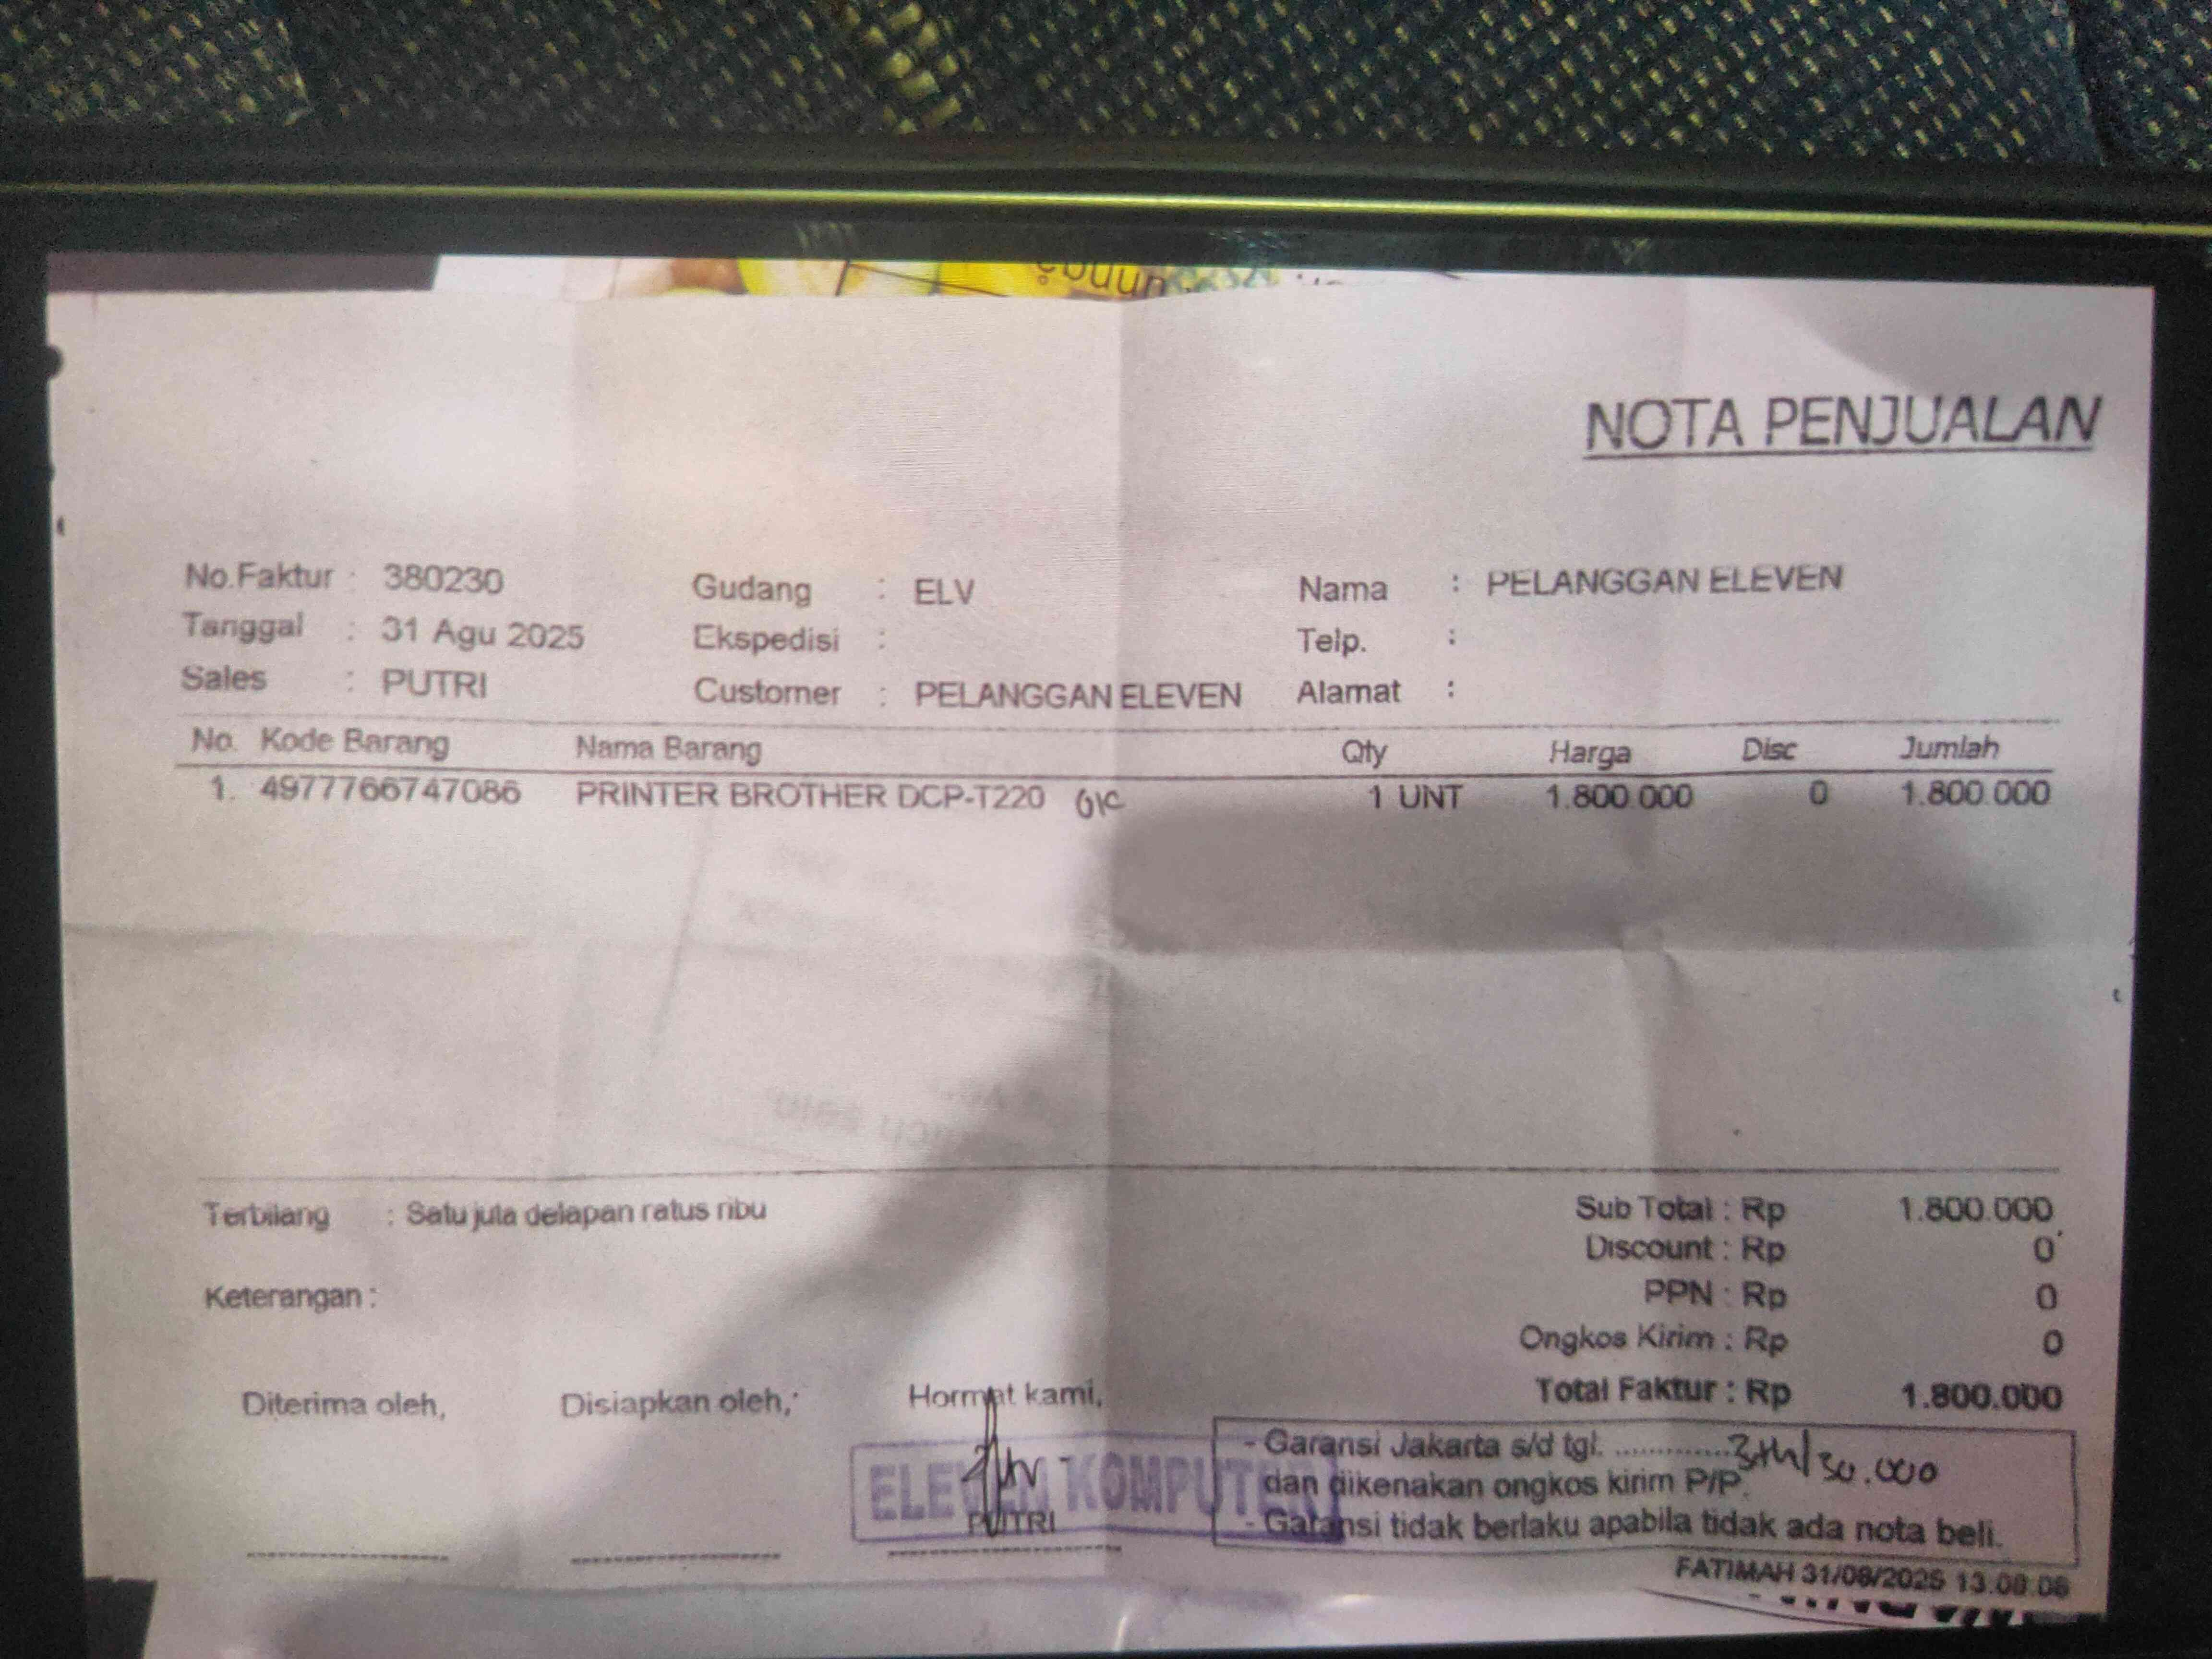 NOTA PENJUALAN
No.Faktur : 380230
Tanggal : 31 Agu 2025
Sales : PUTRI
Gudang : ELV
Ekspedisi :
Customer : PELANGGAN ELEVEN
Nama : PELANGGAN ELEVEN
Telp. :
Alamat :
No. Kode Barang Nama Barang Qty Harga Disc Jumlah
1. 4977766747086 PRINTER BROTHER DCP-T220 1 UNT 1.800.000 0 1.800.000
Terbilang : Satu juta delapan ratus ribu
Keterangan :
Sub Total : Rp 1.800.000
Discount : Rp 0
PPN : Rp 0
Ongkos Kirim : Rp 0
Total Faktur : Rp 1.800.000
Diterima oleh,
Disiapkan oleh,
Hormat kami,
ELEVEN KOMPUTER
PUTRI
- Garansi Jakarta s/d tgl. ............. 3th/30.000
dan dikenakan ongkos kirim P/P.
- Garansi tidak berlaku apabila tidak ada nota beli.
FATIMAH 31/08/2025 13.08.08